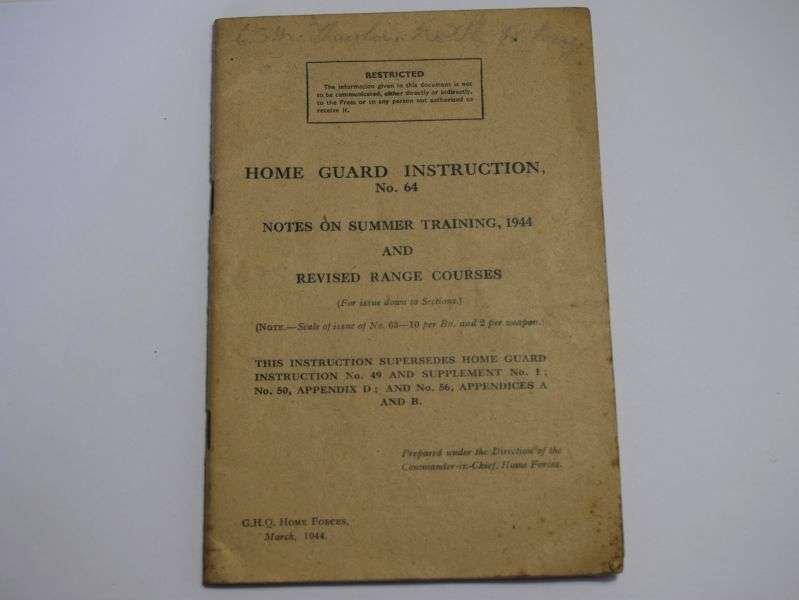 RESTRICTED
The information given in this document is not
to be communicated, either directly or indirectly,
to the Press or to any person not authorized to
receive it.
HOME GUARD INSTRUCTION,
No. 64
NOTES ON SUMMER TRAINING, 1944
AND
REVISED RANGE COURSES
(For issue down to Sections.)
(NOTE.—Scale of issue of No. 65—10 per Bn. and 2 per weapon.)
THIS INSTRUCTION SUPERSEDES HOME GUARD
INSTRUCTION No. 49 AND SUPPLEMENT No. 1;
No. 50, APPENDIX D; AND No. 56, APPENDICES A
AND B.
Prepared under the Direction of the
Commander-in-Chief, Home Forces.
G.H.Q. HOME FORCES,
March, 1944.